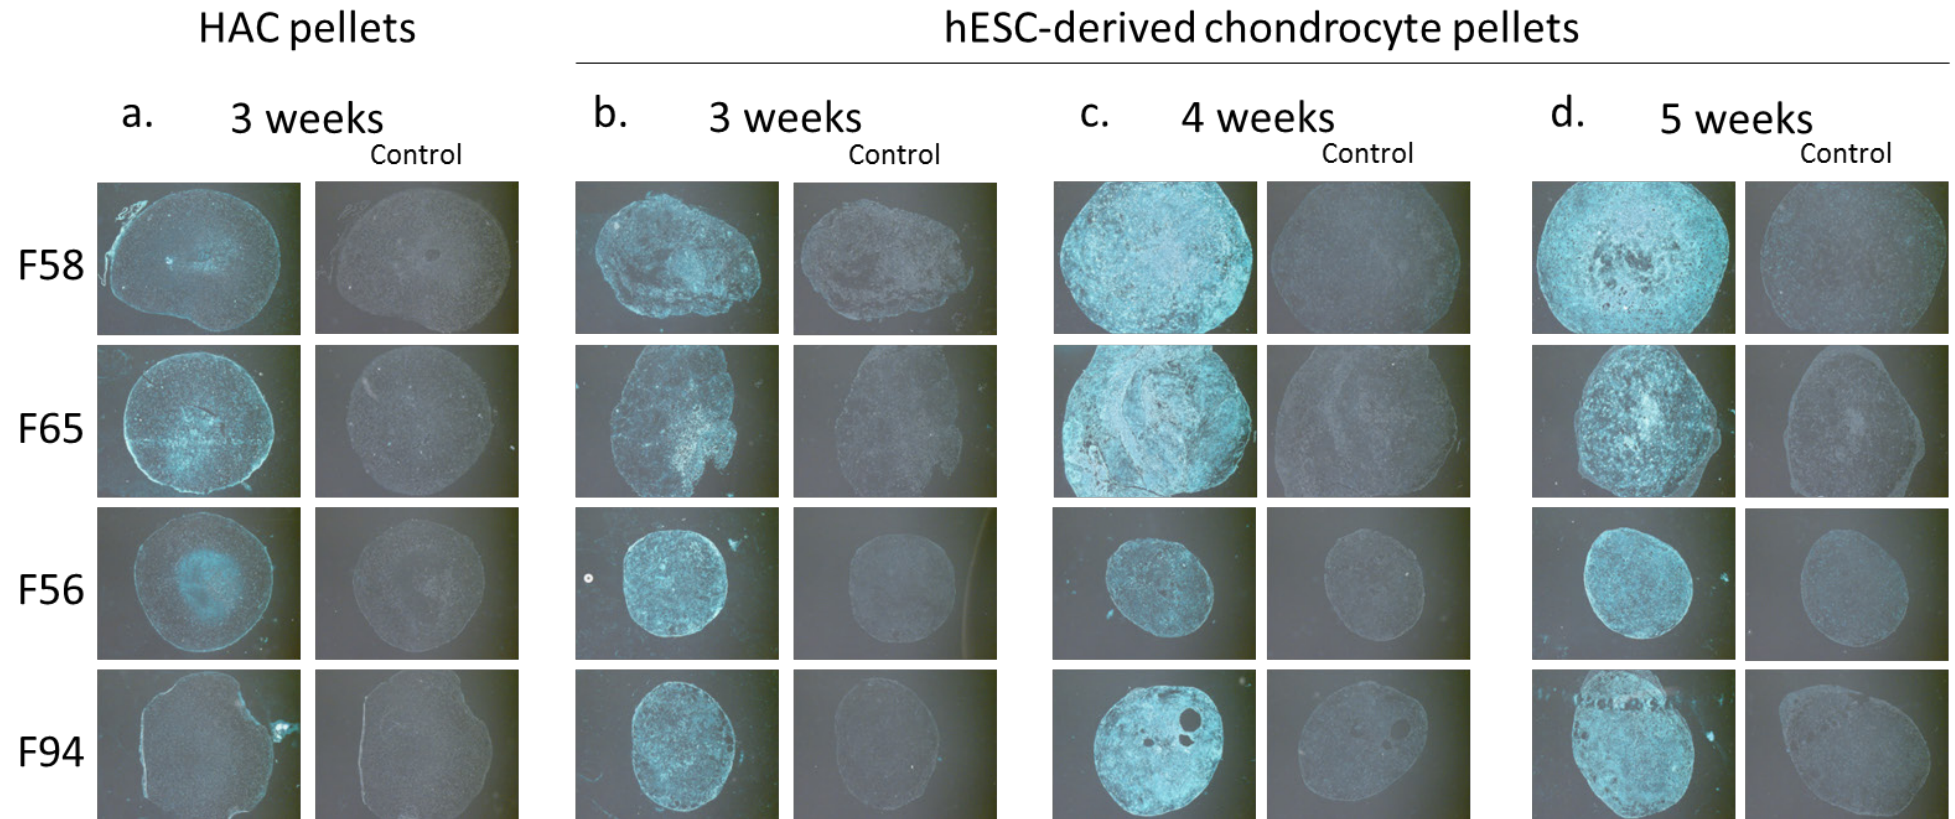 HAC pellets
hESC-derived chondrocyte pellets
a. 3 weeks
Control
b. 3 weeks
Control
c. 4 weeks
Control
d. 5 weeks
Control
F58
F65
F56
F94